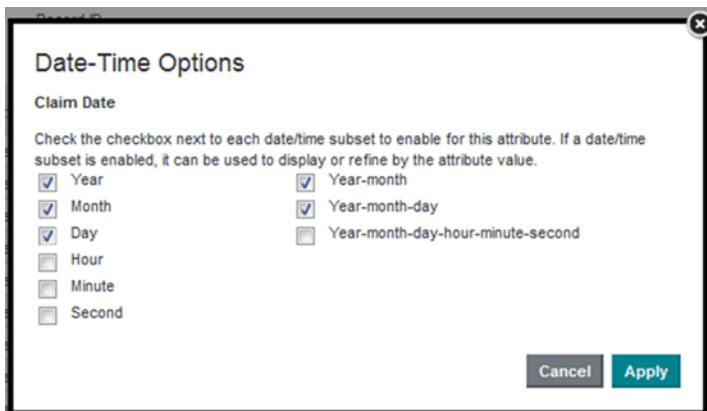 Record ID
Date-Time Options
Claim Date
Check the checkbox next to each date/time subset to enable for this attribute. If a date/time
subset is enabled, it can be used to display or refine by the attribute value.
Year
Year-month
Month
Year-month-day
Day
Year-month-day-hour-minute-second
Hour
Minute
Second
Cancel
Apply